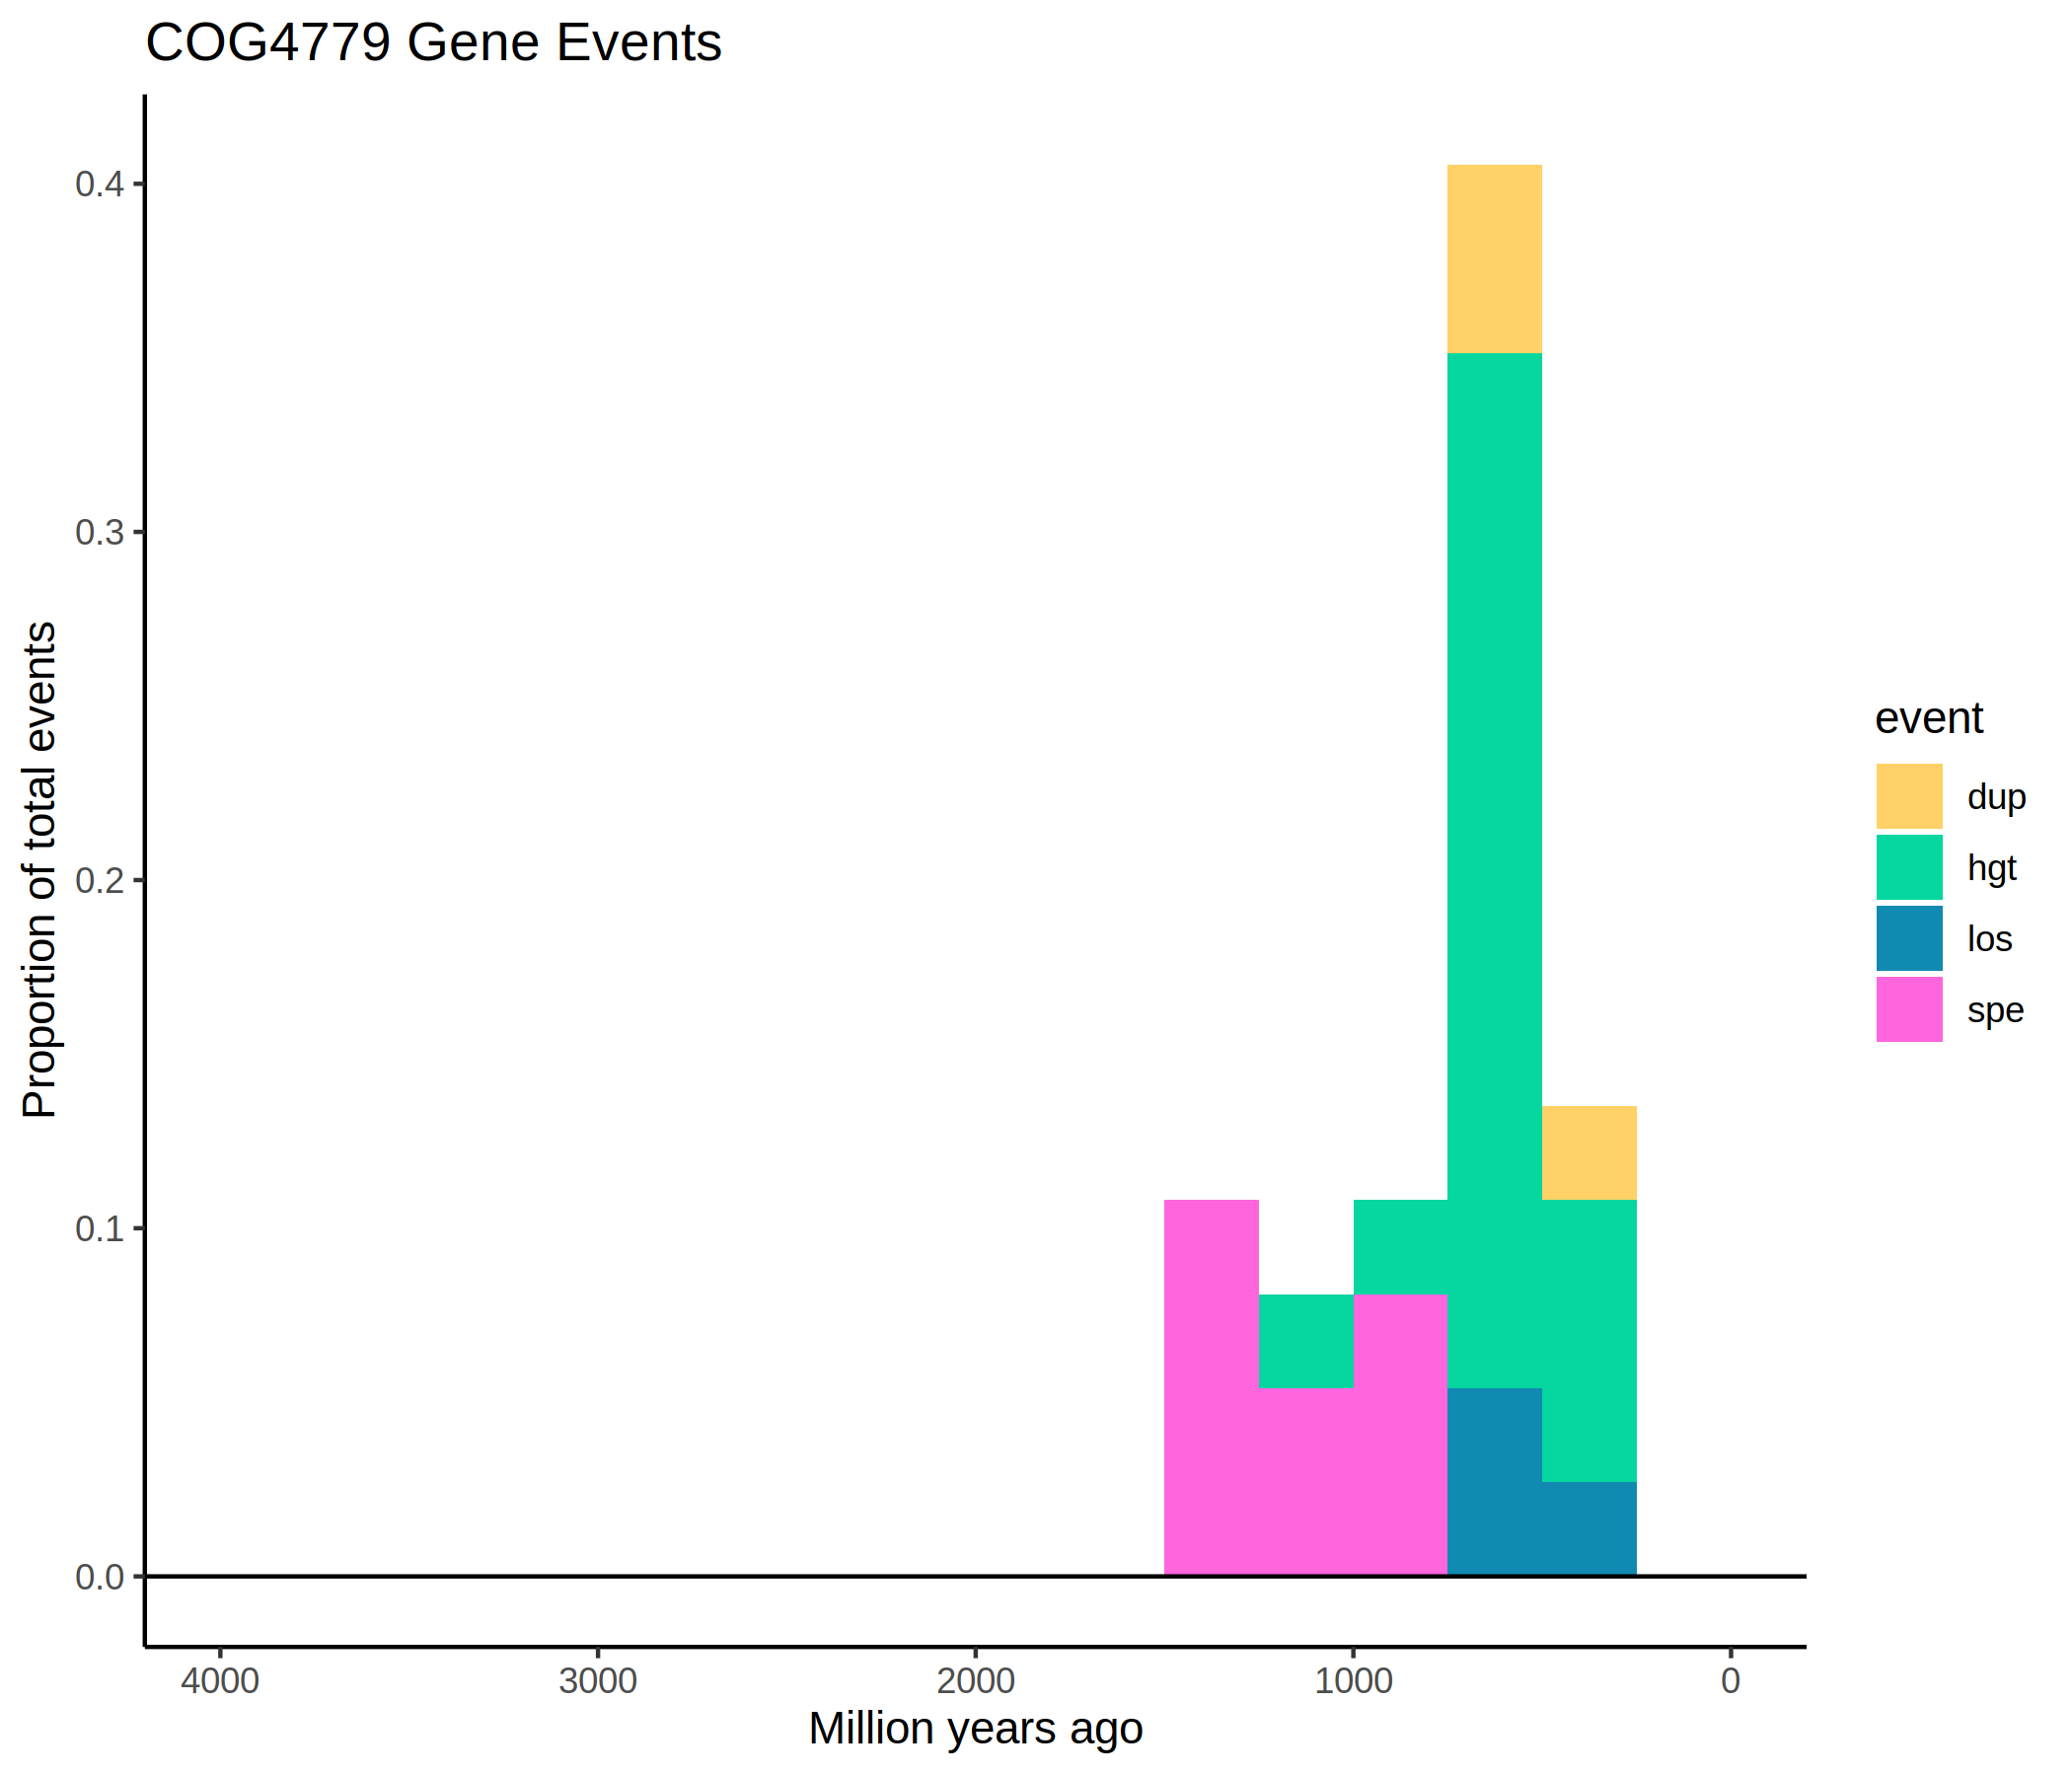 COG4779 Gene Events
Proportion of total events
0.4
0.3
0.2
0.1
0.0
4000 3000 2000 1000 0
Million years ago
event
dup
hgt
los
spe